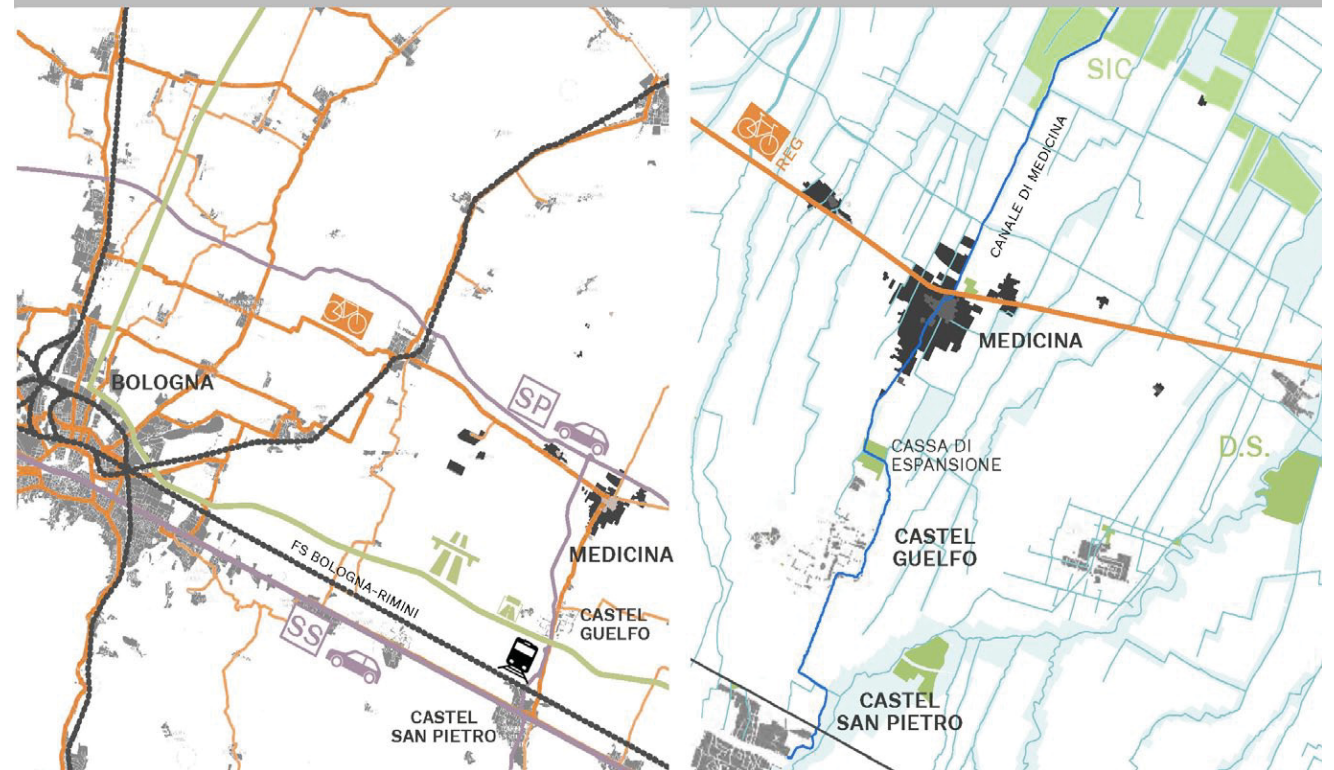 BOLOGNA
SP
MEDICINA
FS BOLOGNA-RIMINI
SS
CASTEL
GUELFO
CASTEL
SAN PIETRO
SIC
REG
CANALE DI MEDICINA
MEDICINA
CASSA DI
ESPANSIONE
D.S.
CASTEL
GUELFO
CASTEL
SAN PIETRO